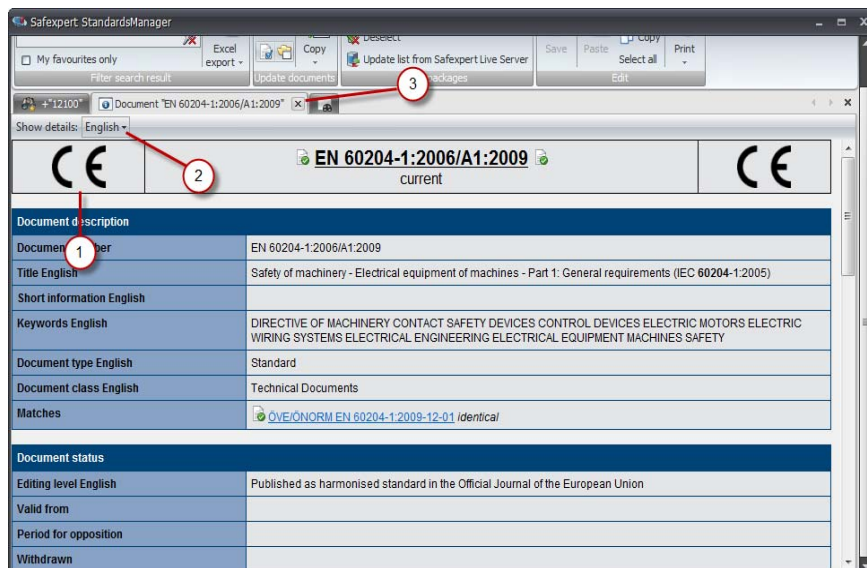 Safexpert StandardsManager
My favourites only
Excel
export
Copy
Deselect
Update list from Safexpert Live Server
Save
Paste
Copy
Select all
Print
Filter search result
Update documents
Edit
3
+"12100"
Document "EN 60204-1:2006/A1:2009"
Show details: English
CE
EN 60204-1:2006/A1:2009
current
CE
2
1
Document description
EN 60204-1:2006/A1:2009
Title English
Safety of machinery - Electrical equipment of machines - Part 1: General requirements (IEC 60204-1:2005)
Short information English
Keywords English
DIRECTIVE OF MACHINERY CONTACT SAFETY DEVICES CONTROL DEVICES ELECTRIC MOTORS ELECTRIC
WIRING SYSTEMS ELECTRICAL ENGINEERING ELECTRICAL EQUIPMENT MACHINES SAFETY
Document type English
Standard
Document class English
Technical Documents
Matches
ÖVE/ÖNORM EN 60204-1:2009-12-01 identical
Document status
Editing level English
Published as harmonised standard in the Official Journal of the European Union
Valid from
Period for opposition
Withdrawn